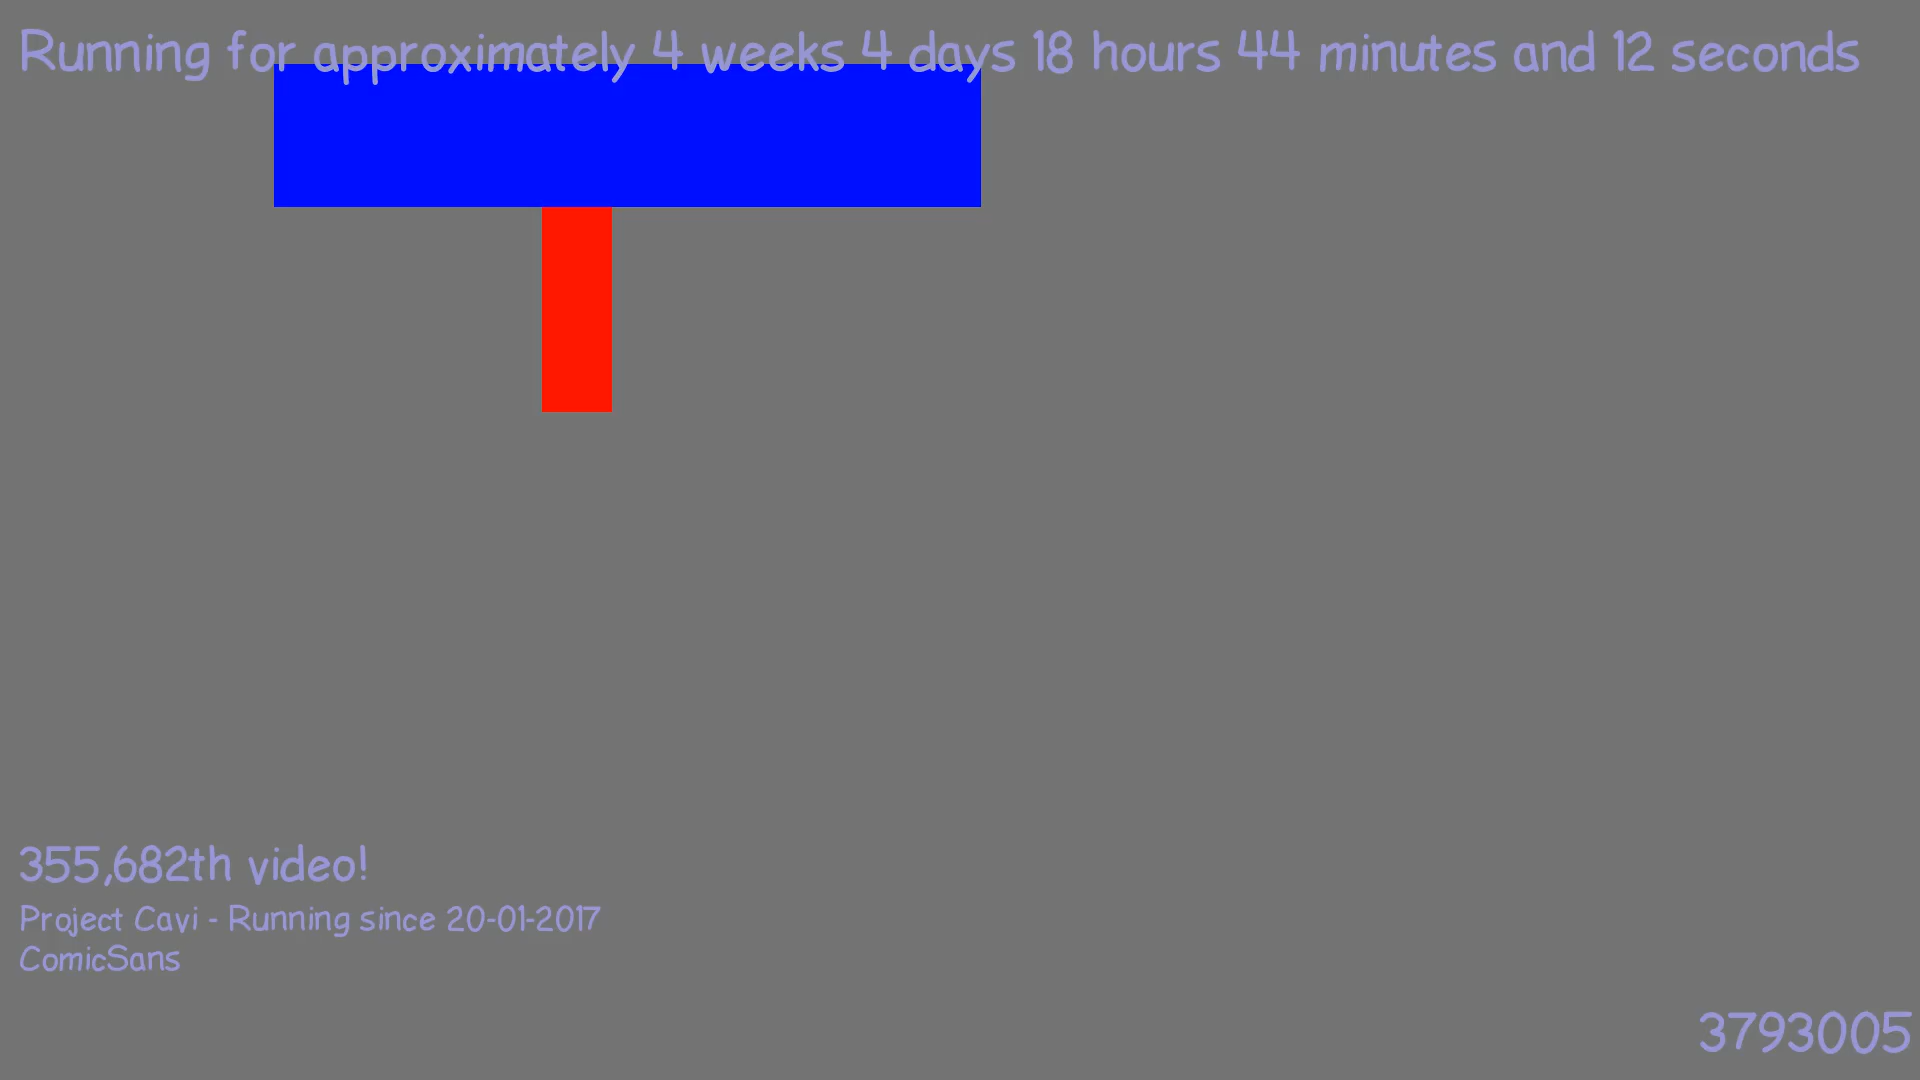 Running for approximately 4 weeks 4 days 18 hours 44 minutes and 12 seconds
355,682th video!
Project Cavi - Running since 20-01-2017
ComicSans
3793005